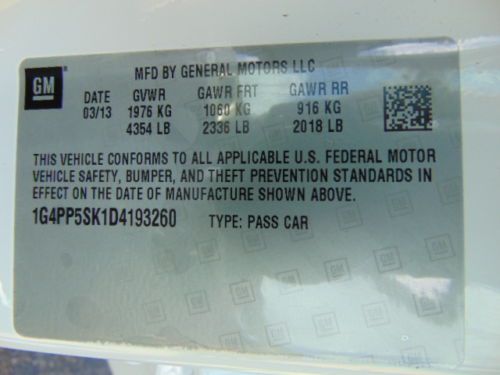 GM
MFD BY GENERAL MOTORS LLC
DATE GVWR GAWR FRT GAWR RR
03/13 1976 KG 1060 KG 916 KG
4354 LB 2336 LB 2018 LB
THIS VEHICLE CONFORMS TO ALL APPLICABLE U.S. FEDERAL MOTOR
VEHICLE SAFETY, BUMPER, AND THEFT PREVENTION STANDARDS IN
EFFECT ON THE DATE OF MANUFACTURE SHOWN ABOVE.
1G4PP5SK1D4193260 TYPE: PASS CAR